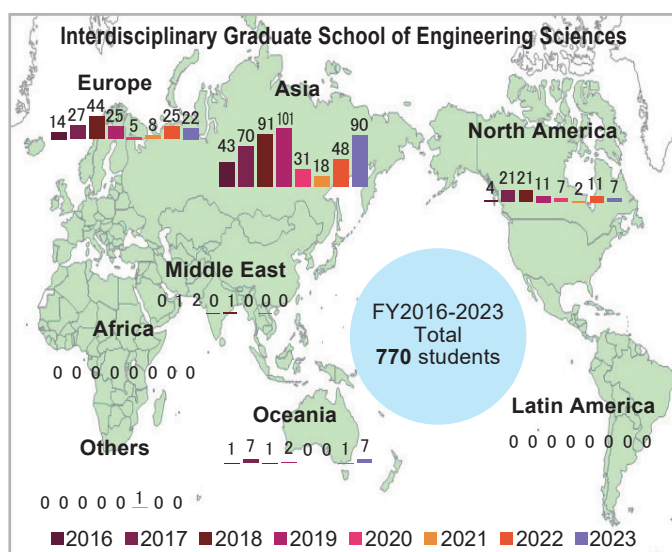 Interdisciplinary Graduate School of Engineering Sciences
Europe
14 27 44 25 5 8 25 22
Asia
43 70 91 101 31 18 48 90
North America
4 21 21 11 7 2 11 7
Middle East
0 1 2 0 1 0 0 0
Africa
0 0 0 0 0 0 0 0
FY2016-2023
Total
770 students
Oceania
1 7 1 2 0 0 1 7
Latin America
0 0 0 0 0 0 0 0
Others
0 0 0 0 0 1 0 0
2016 2017 2018 2019 2020 2021 2022 2023